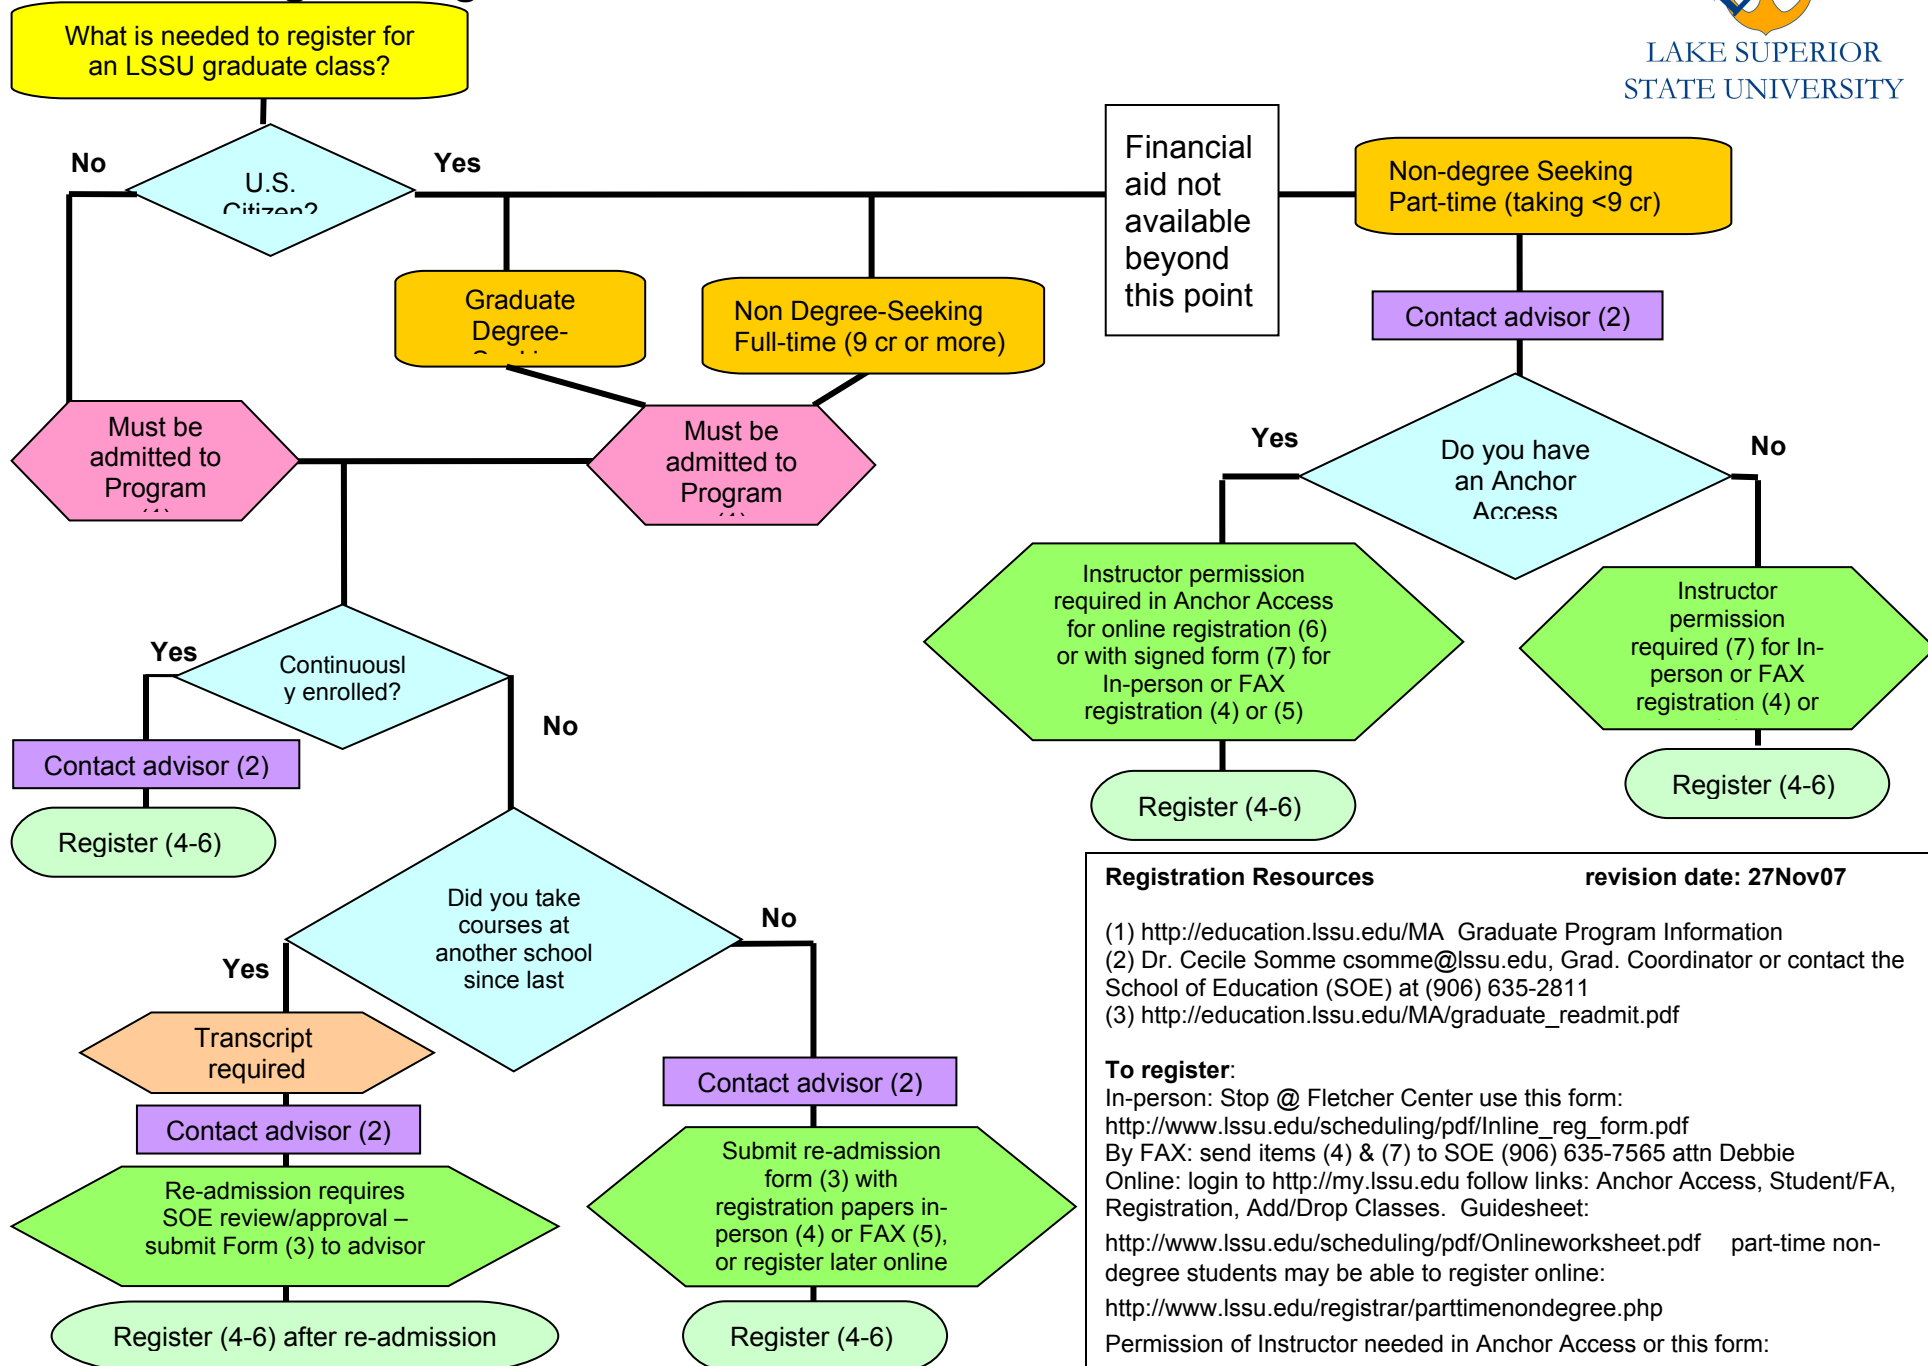 What is needed to register for
an LSSU graduate class?
LAKE SUPERIOR
STATE UNIVERSITY
No
U.S.
Citizen?
Yes
Financial
aid not
available
beyond
this point
Non-degree Seeking
Part-time (taking <9 cr)
Graduate
Degree-
Non Degree-Seeking
Full-time (9 cr or more)
Contact advisor (2)
Must be
admitted to
Program
Must be
admitted to
Program
Yes
Do you have
an Anchor
Access
No
Instructor permission
required in Anchor Access
for online registration (6)
or with signed form (7) for
In-person or FAX
registration (4) or (5)
Instructor
permission
required (7) for In-
person or FAX
registration (4) or
Register (4-6)
Register (4-6)
Yes
Continuousl
y enrolled?
No
Contact advisor (2)
Register (4-6)
Did you take
courses at
another school
since last
Yes
No
Transcript
required
Contact advisor (2)
Re-admission requires
SOE review/approval –
submit Form (3) to advisor
Register (4-6) after re-admission
Contact advisor (2)
Submit re-admission
form (3) with
registration papers in-
person (4) or FAX (5),
or register later online
Register (4-6)
Registration Resources revision date: 27Nov07
(1) http://education.lssu.edu/MA Graduate Program Information
(2) Dr. Cecile Somme csomme@lssu.edu, Grad. Coordinator or contact the
School of Education (SOE) at (906) 635-2811
(3) http://education.lssu.edu/MA/graduate_readmit.pdf
To register:
In-person: Stop @ Fletcher Center use this form:
http://www.lssu.edu/scheduling/pdf/Inline_reg_form.pdf
By FAX: send items (4) & (7) to SOE (906) 635-7565 attn Debbie
Online: login to http://my.lssu.edu follow links: Anchor Access, Student/FA,
Registration, Add/Drop Classes. Guidesheet:
http://www.lssu.edu/scheduling/pdf/Onlineworksheet.pdf part-time non-
degree students may be able to register online:
http://www.lssu.edu/registrar/parttimenondegree.php
Permission of Instructor needed in Anchor Access or this form: